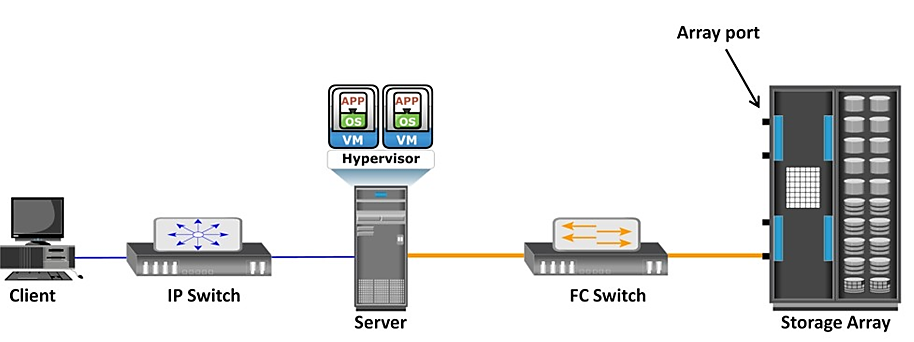 Array port
APP
OS
VM
APP
OS
VM
Hypervisor
Client
IP Switch
Server
FC Switch
Storage Array